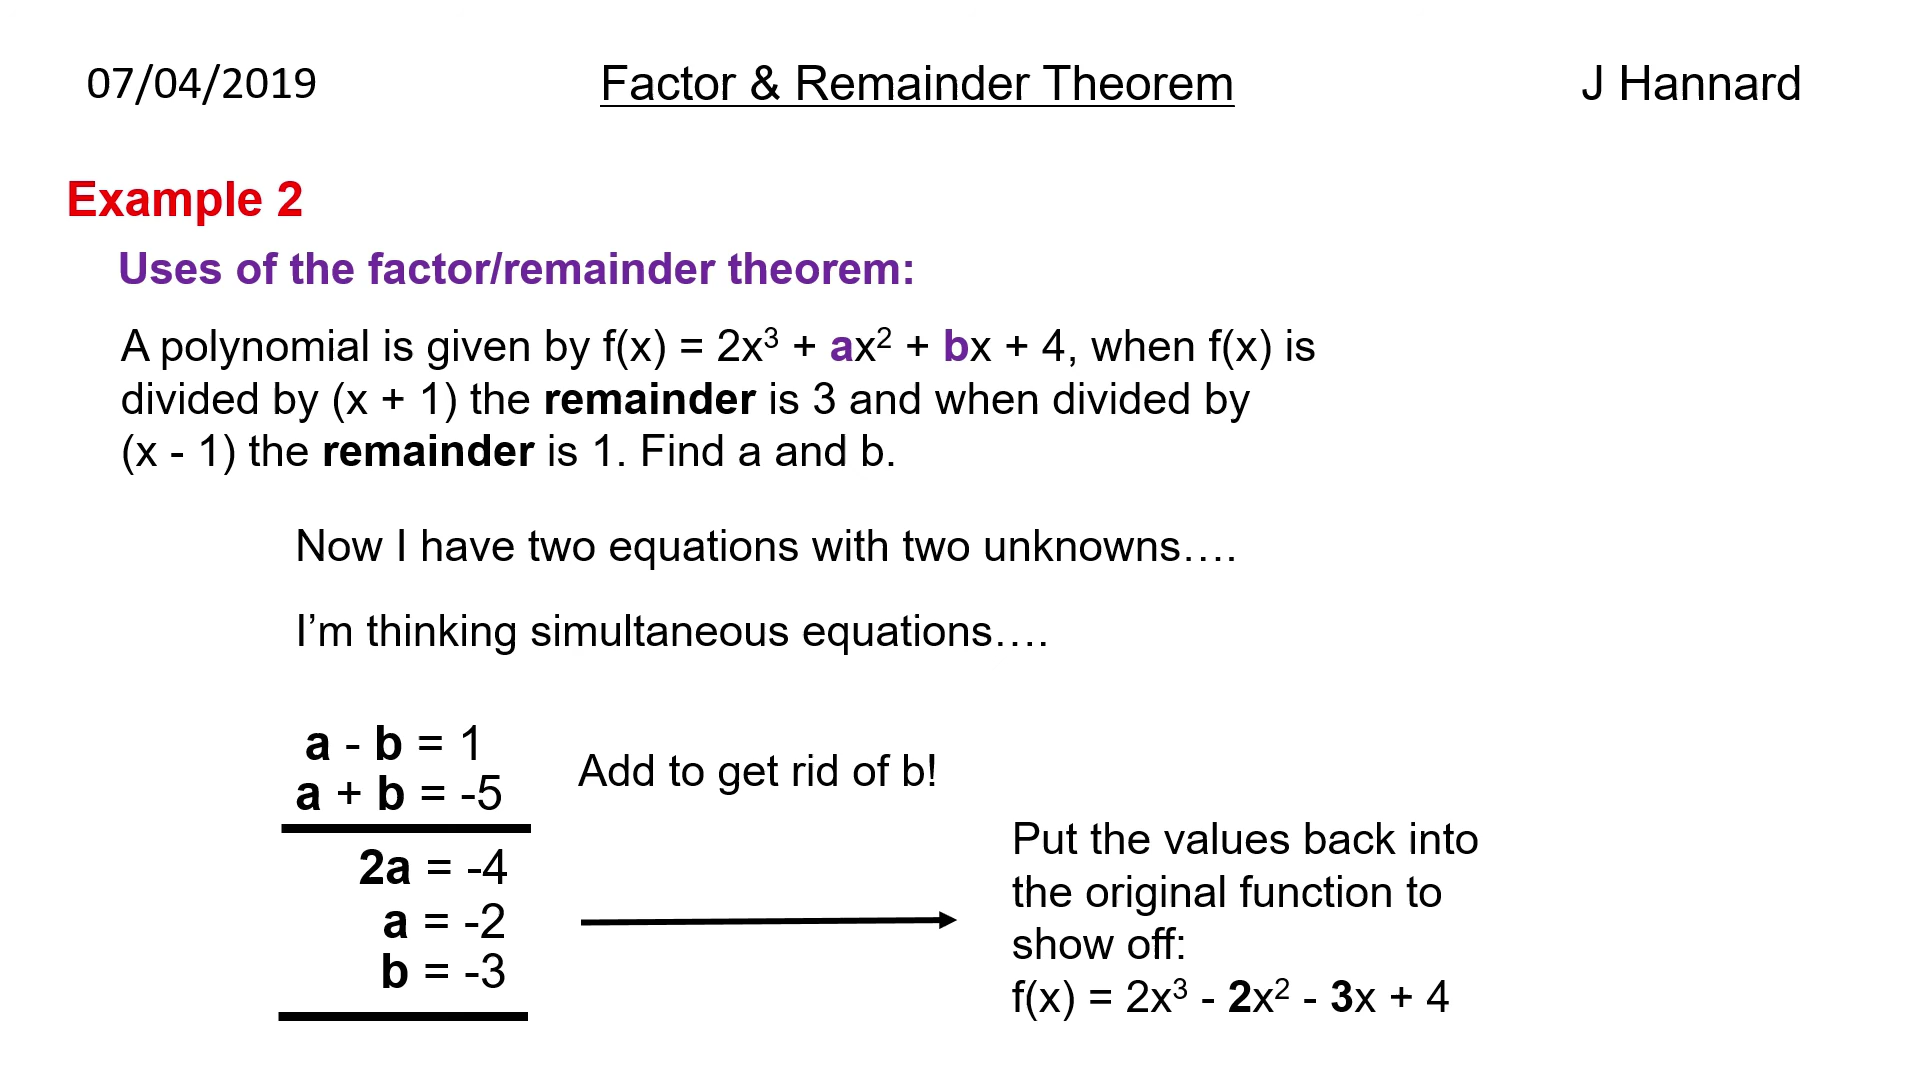 07/04/2019 Factor & Remainder Theorem J Hannard
Example 2
Uses of the factor/remainder theorem:
A polynomial is given by f(x) = 2x³ + ax² + bx + 4, when f(x) is
divided by (x + 1) the remainder is 3 and when divided by
(x - 1) the remainder is 1. Find a and b.
Now I have two equations with two unknowns….
I’m thinking simultaneous equations….
a - b = 1
a + b = -5
Add to get rid of b!
2a = -4
a = -2
b = -3
Put the values back into
the original function to
show off:
f(x) = 2x³ - 2x² - 3x + 4